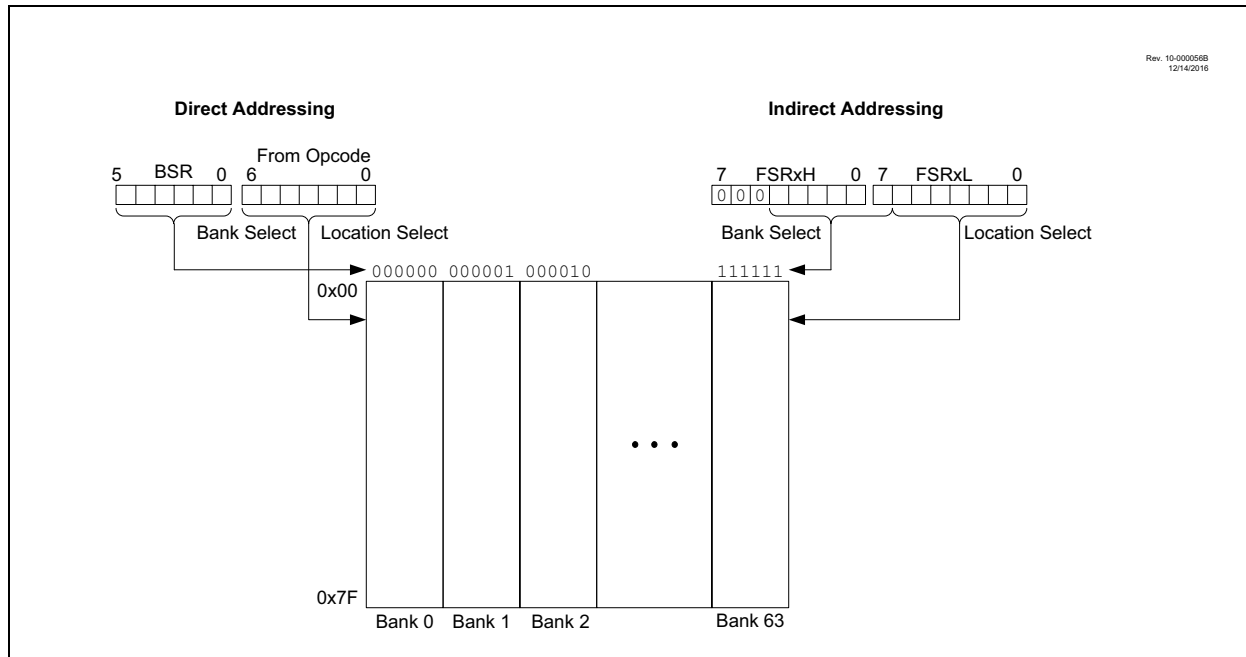 Rev. 10-000056B
12/14/2016
Direct Addressing
Indirect Addressing
From Opcode
5 BSR 0 6 0
7 FSRxH 0 7 FSRxL 0
0 0 0
Bank Select Location Select
Bank Select Location Select
000000 000001 000010 111111
0x00
• • •
0x7F
Bank 0 Bank 1 Bank 2 Bank 63